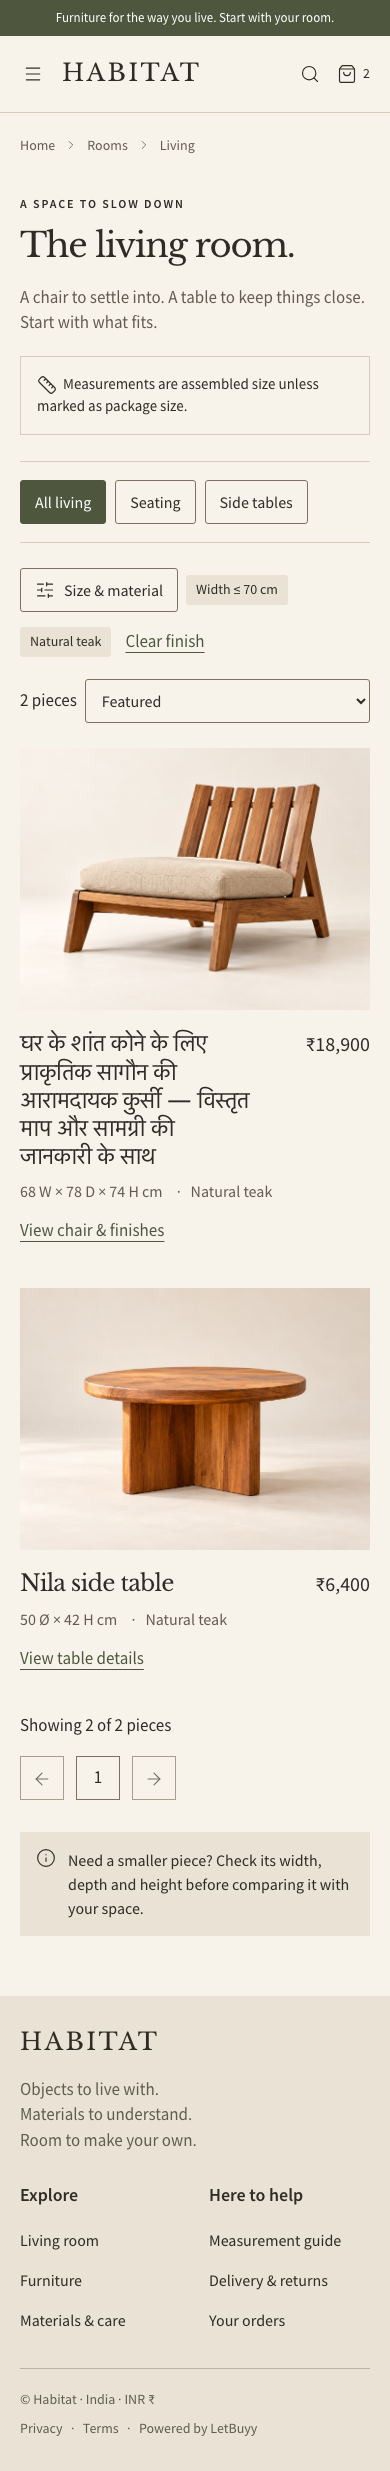 Furniture for the way you live. Start with your room.
HABITAT
2
Home > Rooms > Living
A SPACE TO SLOW DOWN
The living room.
A chair to settle into. A table to keep things close.
Start with what fits.
Measurements are assembled size unless
marked as package size.
All living
Seating
Side tables
Size & material
Width ≤ 70 cm
Natural teak
Clear finish
2 pieces
Featured
घर के शांत कोने के लिए
प्राकृतिक सागौन की
आरामदायक कुर्सी — विस्तृत
माप और सामग्री की
जानकारी के साथ
₹18,900
68 W × 78 D × 74 H cm · Natural teak
View chair & finishes
Nila side table
₹6,400
50 Ø × 42 H cm · Natural teak
View table details
Showing 2 of 2 pieces
1
Need a smaller piece? Check its width,
depth and height before comparing it with
your space.
HABITAT
Objects to live with.
Materials to understand.
Room to make your own.
Explore
Living room
Furniture
Materials & care
Here to help
Measurement guide
Delivery & returns
Your orders
© Habitat · India · INR ₹
Privacy · Terms · Powered by LetBuyy